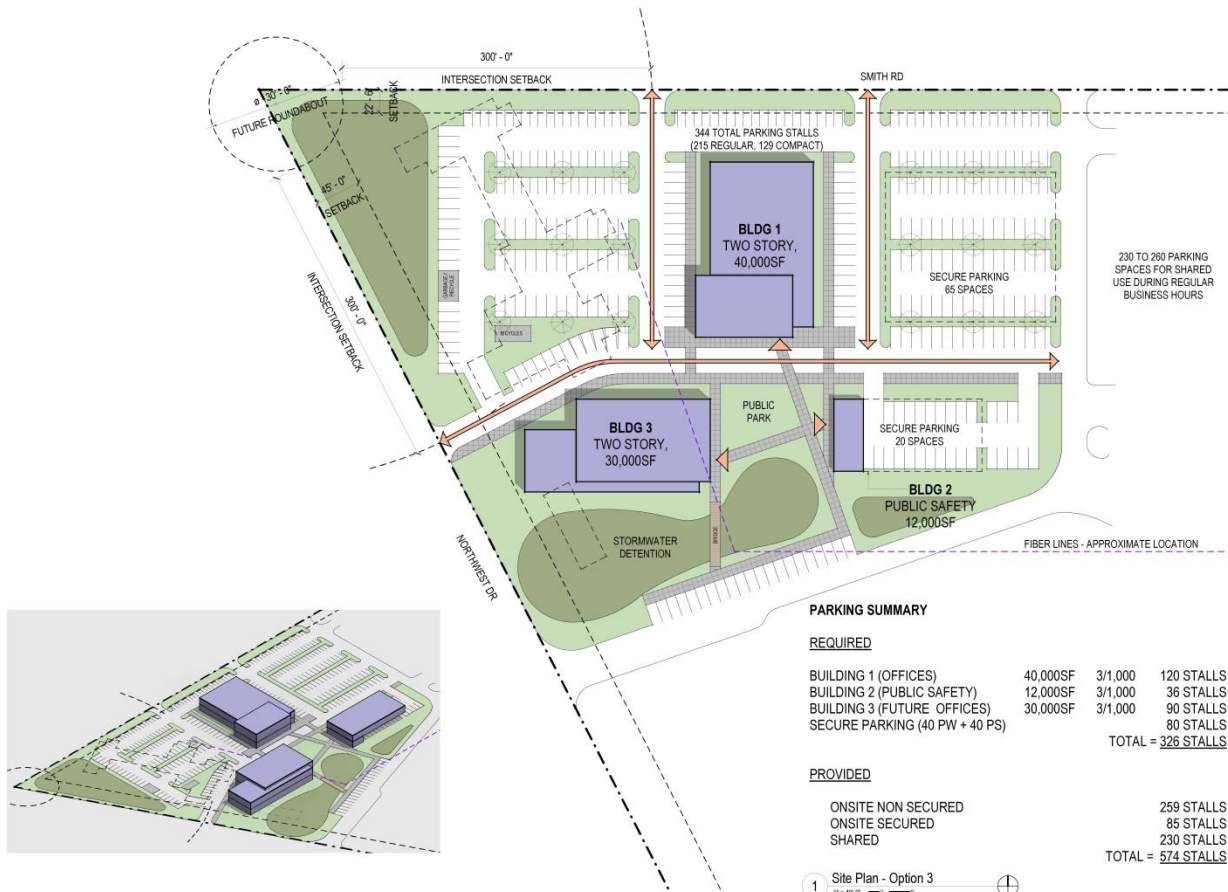 300' - 0"
INTERSECTION SETBACK
SMITH RD
ø 130'-0"
FUTURE ROUNDABOUT
22'-6"
SETBACK
344 TOTAL PARKING STALLS
(215 REGULAR, 129 COMPACT)
45' - 0"
SETBACK
BLDG 1
TWO STORY,
40,000SF
INTERSECTION SETBACK
300' - 0"
GARBAGE /
RECYCLE
SECURE PARKING
65 SPACES
230 TO 260 PARKING
SPACES FOR SHARED
USE DURING REGULAR
BUSINESS HOURS
BICYCLES
BLDG 3
TWO STORY,
30,000SF
PUBLIC
PARK
SECURE PARKING
20 SPACES
BLDG 2
PUBLIC SAFETY
12,000SF
NORTHWEST DR
STORMWATER
DETENTION
BRIDGE
FIBER LINES - APPROXIMATE LOCATION
PARKING SUMMARY
REQUIRED
BUILDING 1 (OFFICES) 40,000SF 3/1,000 120 STALLS
BUILDING 2 (PUBLIC SAFETY) 12,000SF 3/1,000 36 STALLS
BUILDING 3 (FUTURE OFFICES) 30,000SF 3/1,000 90 STALLS
SECURE PARKING (40 PW + 40 PS) 80 STALLS
TOTAL = 326 STALLS
PROVIDED
ONSITE NON SECURED 259 STALLS
ONSITE SECURED 85 STALLS
SHARED 230 STALLS
TOTAL = 574 STALLS
1 Site Plan - Option 3